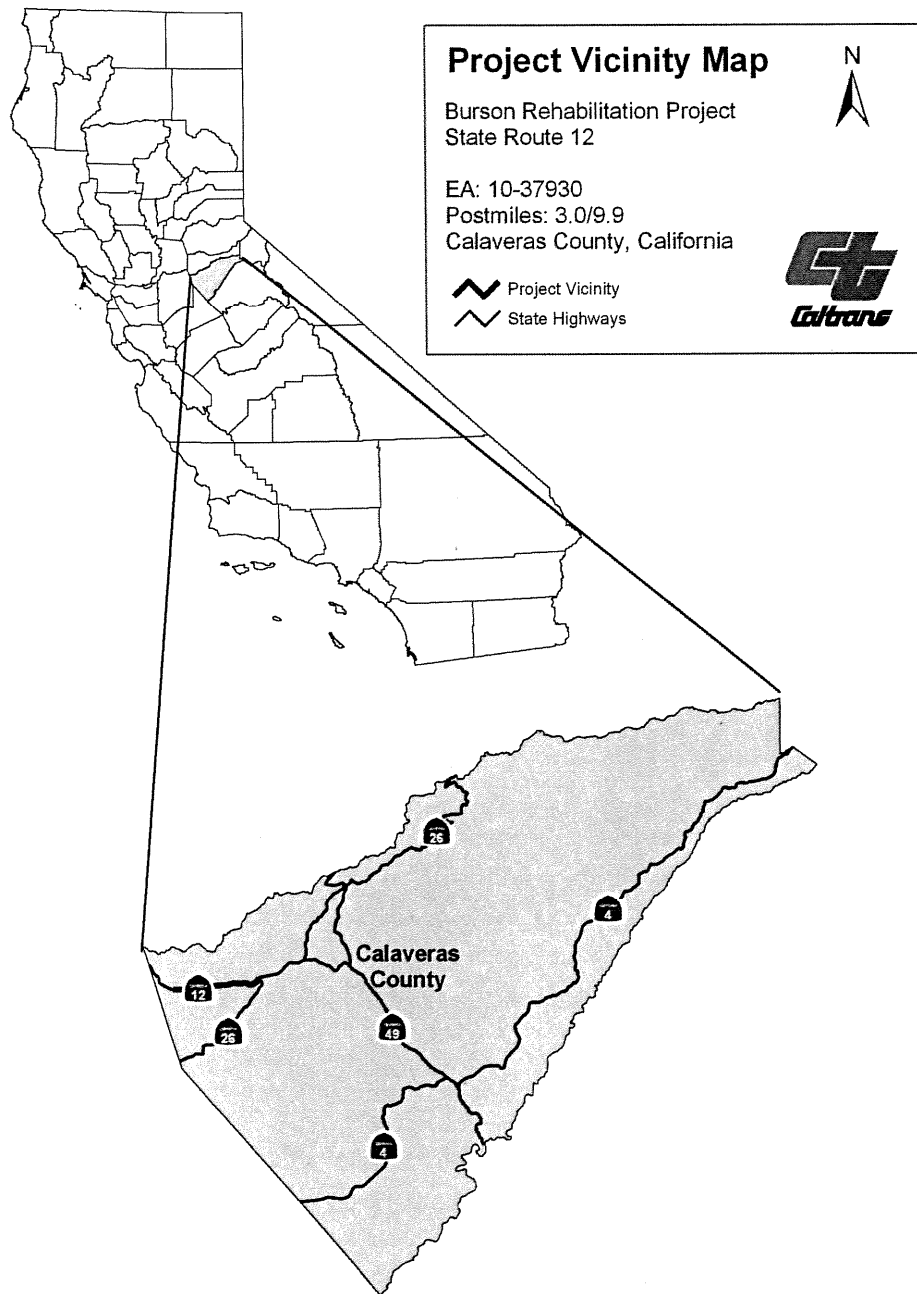 Project Vicinity Map
N
Burson Rehabilitation Project
State Route 12
EA: 10-37930
Postmiles: 3.0/9.9
Calaveras County, California
Project Vicinity
State Highways
Caltrans
26
4
Calaveras
County
12
26
49
4